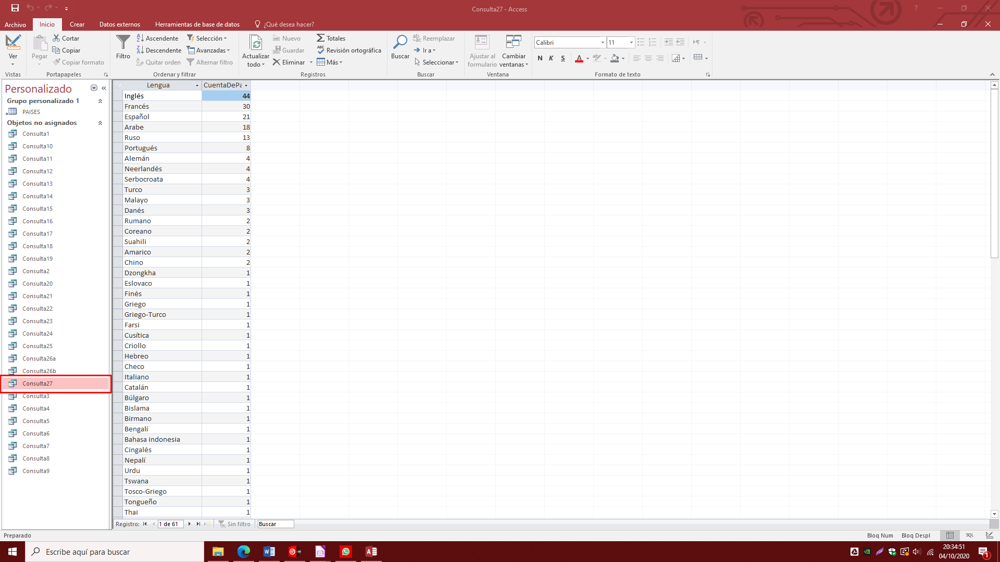 Consulta27 - Access
Archivo Inicio Crear Datos externos Herramientas de base de datos ¿Qué desea hacer?
Ver
Vistas
Pegar
Cortar
Copiar
Copiar formato
Portapapeles
Filtro
Ascendente
Descendente
Quitar orden
Selección
Avanzadas
Alternar filtro
Ordenar y filtrar
Actualizar
todo
Nuevo
Guardar
Eliminar
Totales
Revisión ortográfica
Más
Registros
Buscar
Reemplazar
Ir a
Seleccionar
Buscar
Ajustar al
formulario
Cambiar
ventanas
Ventana
Calibri 11
N K S A
Formato de texto
Personalizado
Grupo personalizado 1
PAISES
Objetos no asignados
Consulta1
Consulta10
Consulta11
Consulta12
Consulta13
Consulta14
Consulta15
Consulta16
Consulta17
Consulta18
Consulta19
Consulta2
Consulta20
Consulta21
Consulta22
Consulta23
Consulta24
Consulta25
Consulta26a
Consulta26b
Consulta27
Consulta3
Consulta4
Consulta5
Consulta6
Consulta7
Consulta8
Consulta9
Lengua CuentaDePa
Inglés 44
Francés 30
Español 21
Arabe 18
Ruso 13
Portugués 8
Alemán 4
Neerlandés 4
Serbocroata 4
Turco 3
Malayo 3
Danés 3
Rumano 2
Coreano 2
Suahili 2
Amarico 2
Chino 2
Dzongkha 1
Eslovaco 1
Finés 1
Griego 1
Griego-Turco 1
Farsi 1
Cusítica 1
Criollo 1
Hebreo 1
Checo 1
Italiano 1
Catalán 1
Búlgaro 1
Bislama 1
Birmano 1
Bengalí 1
Bahasa indonesia 1
Cingalés 1
Nepalí 1
Urdu 1
Tswana 1
Tosco-Griego 1
Tongueño 1
Thai 1
Registro: 1 de 61 Sin filtro Buscar
Preparado Bloq Num Bloq Despl SQL
Escribe aquí para buscar
20:34:51
04/10/2020
1